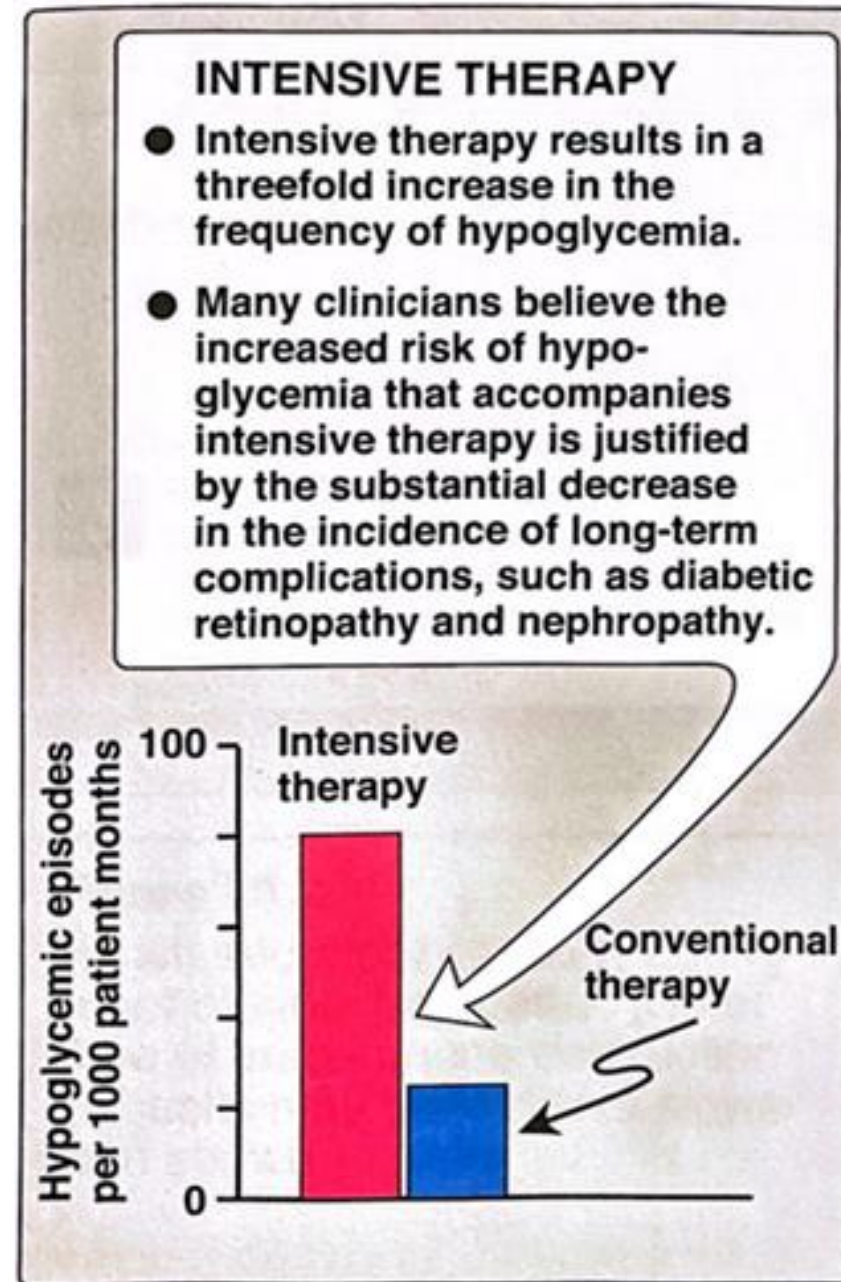 INTENSIVE THERAPY
● Intensive therapy results in a
threefold increase in the
frequency of hypoglycemia.
● Many clinicians believe the
increased risk of hypo-
glycemia that accompanies
intensive therapy is justified
by the substantial decrease
in the incidence of long-term
complications, such as diabetic
retinopathy and nephropathy.
Hypoglycemic episodes
per 1000 patient months
100
0
Intensive
therapy
Conventional
therapy